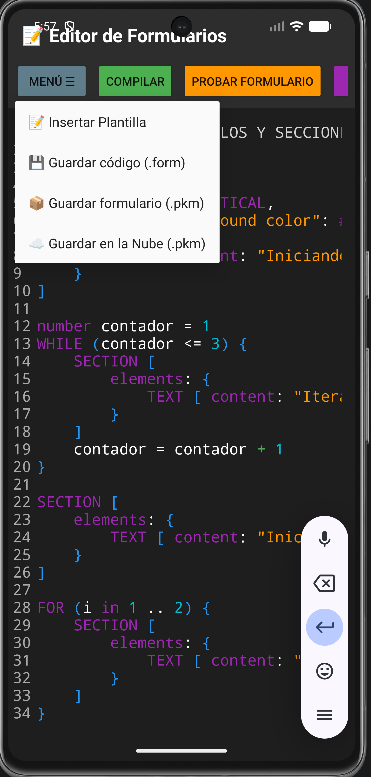 5:57
📝 Editor de Formularios
MENÚ ☰ COMPILAR PROBAR FORMULARIO
📝 Insertar Plantilla
💾 Guardar código (.form)
📦 Guardar formulario (.pkm)
☁️ Guardar en la Nube (.pkm)
LOS Y SECCION
TICAL,
ound color": #
nt: "Iniciand
9 }
10 ]
11
12 number contador = 1
13 WHILE (contador <= 3) {
14 SECTION [
15 elements: {
16 TEXT [ content: "Itera
17 }
18 ]
19 contador = contador + 1
20 }
21
22 SECTION [
23 elements: {
24 TEXT [ content: "Inic
25 }
26 ]
27
28 FOR (i in 1 .. 2) {
29 SECTION [
30 elements: {
31 TEXT [ content: "
32 }
33 ]
34 }